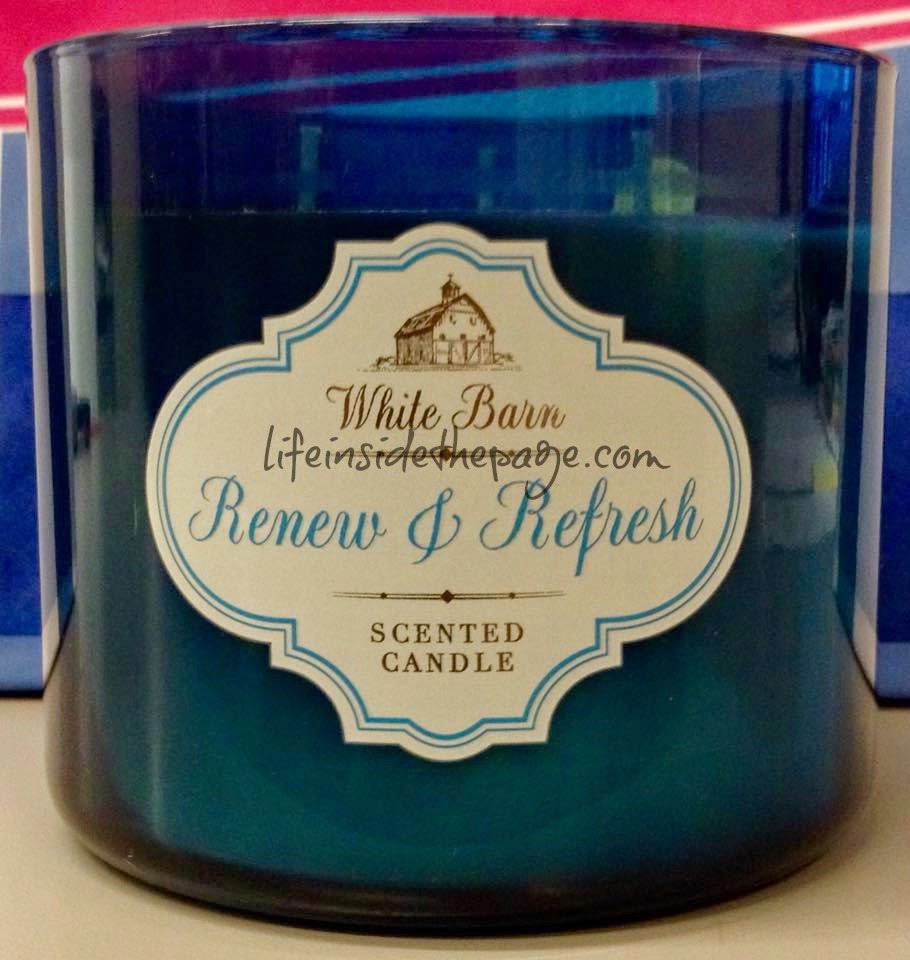 White Barn
lifeinsidethepage.com
Renew & Refresh
SCENTED
CANDLE